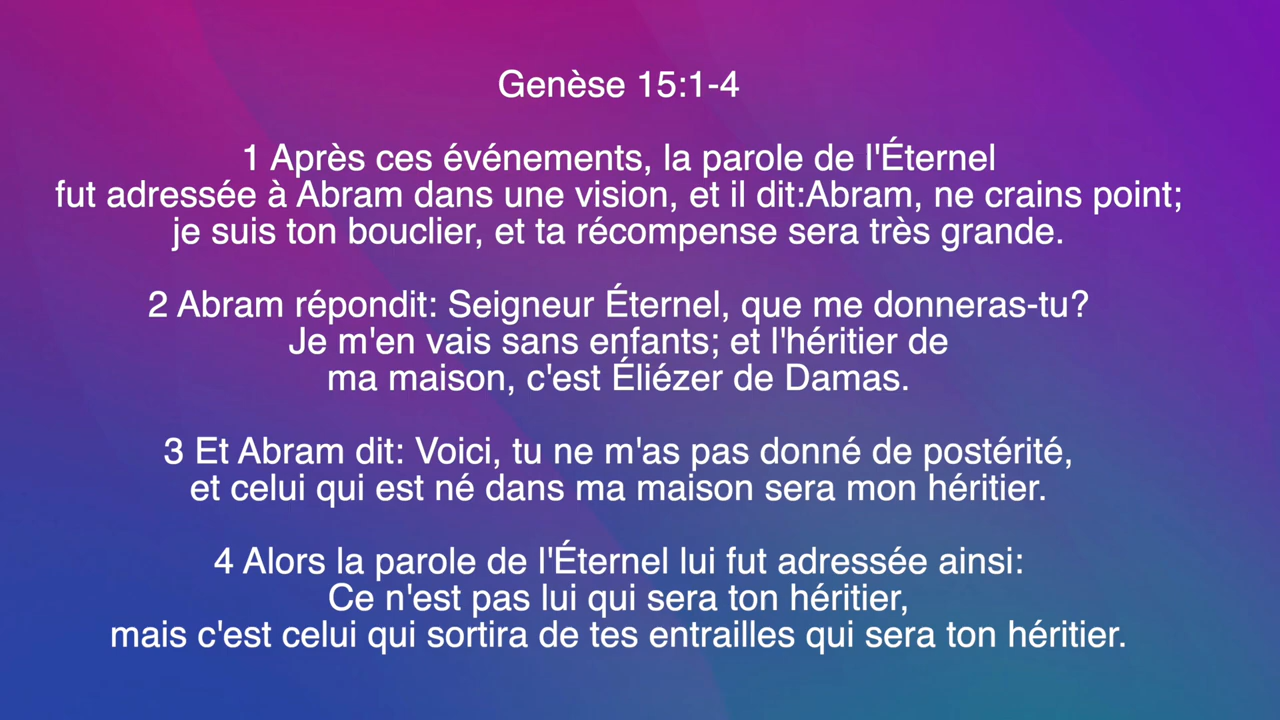 Genèse 15:1-4
1 Après ces événements, la parole de l'Éternel
fut adressée à Abram dans une vision, et il dit:Abram, ne crains point;
je suis ton bouclier, et ta récompense sera très grande.
2 Abram répondit: Seigneur Éternel, que me donneras-tu?
Je m'en vais sans enfants; et l'héritier de
ma maison, c'est Éliézer de Damas.
3 Et Abram dit: Voici, tu ne m'as pas donné de postérité,
et celui qui est né dans ma maison sera mon héritier.
4 Alors la parole de l'Éternel lui fut adressée ainsi:
Ce n'est pas lui qui sera ton héritier,
mais c'est celui qui sortira de tes entrailles qui sera ton héritier.